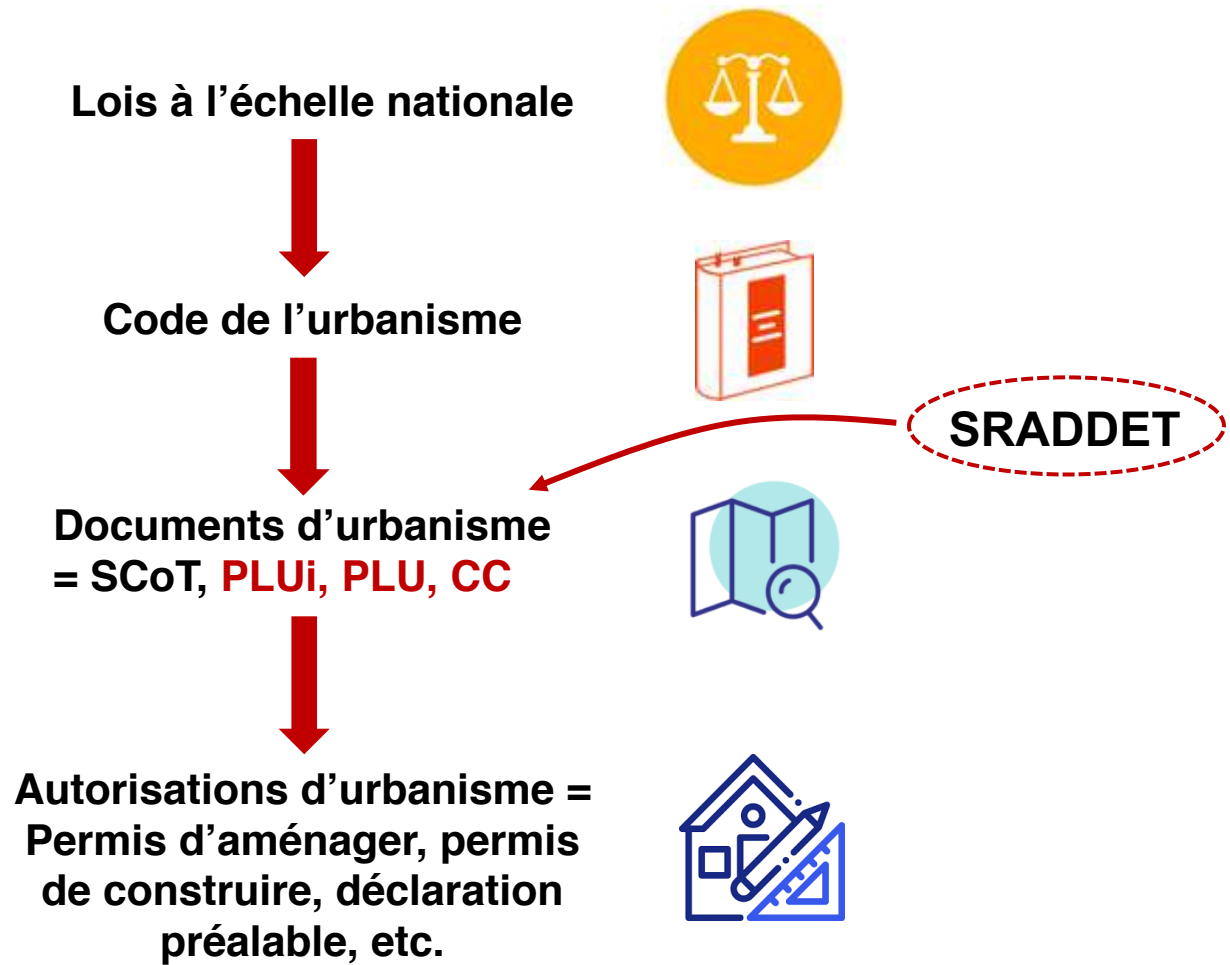 Lois à l’échelle nationale
Code de l’urbanisme
SRADDET
Documents d’urbanisme
= SCoT, PLUi, PLU, CC
Autorisations d’urbanisme =
Permis d’aménager, permis
de construire, déclaration
préalable, etc.